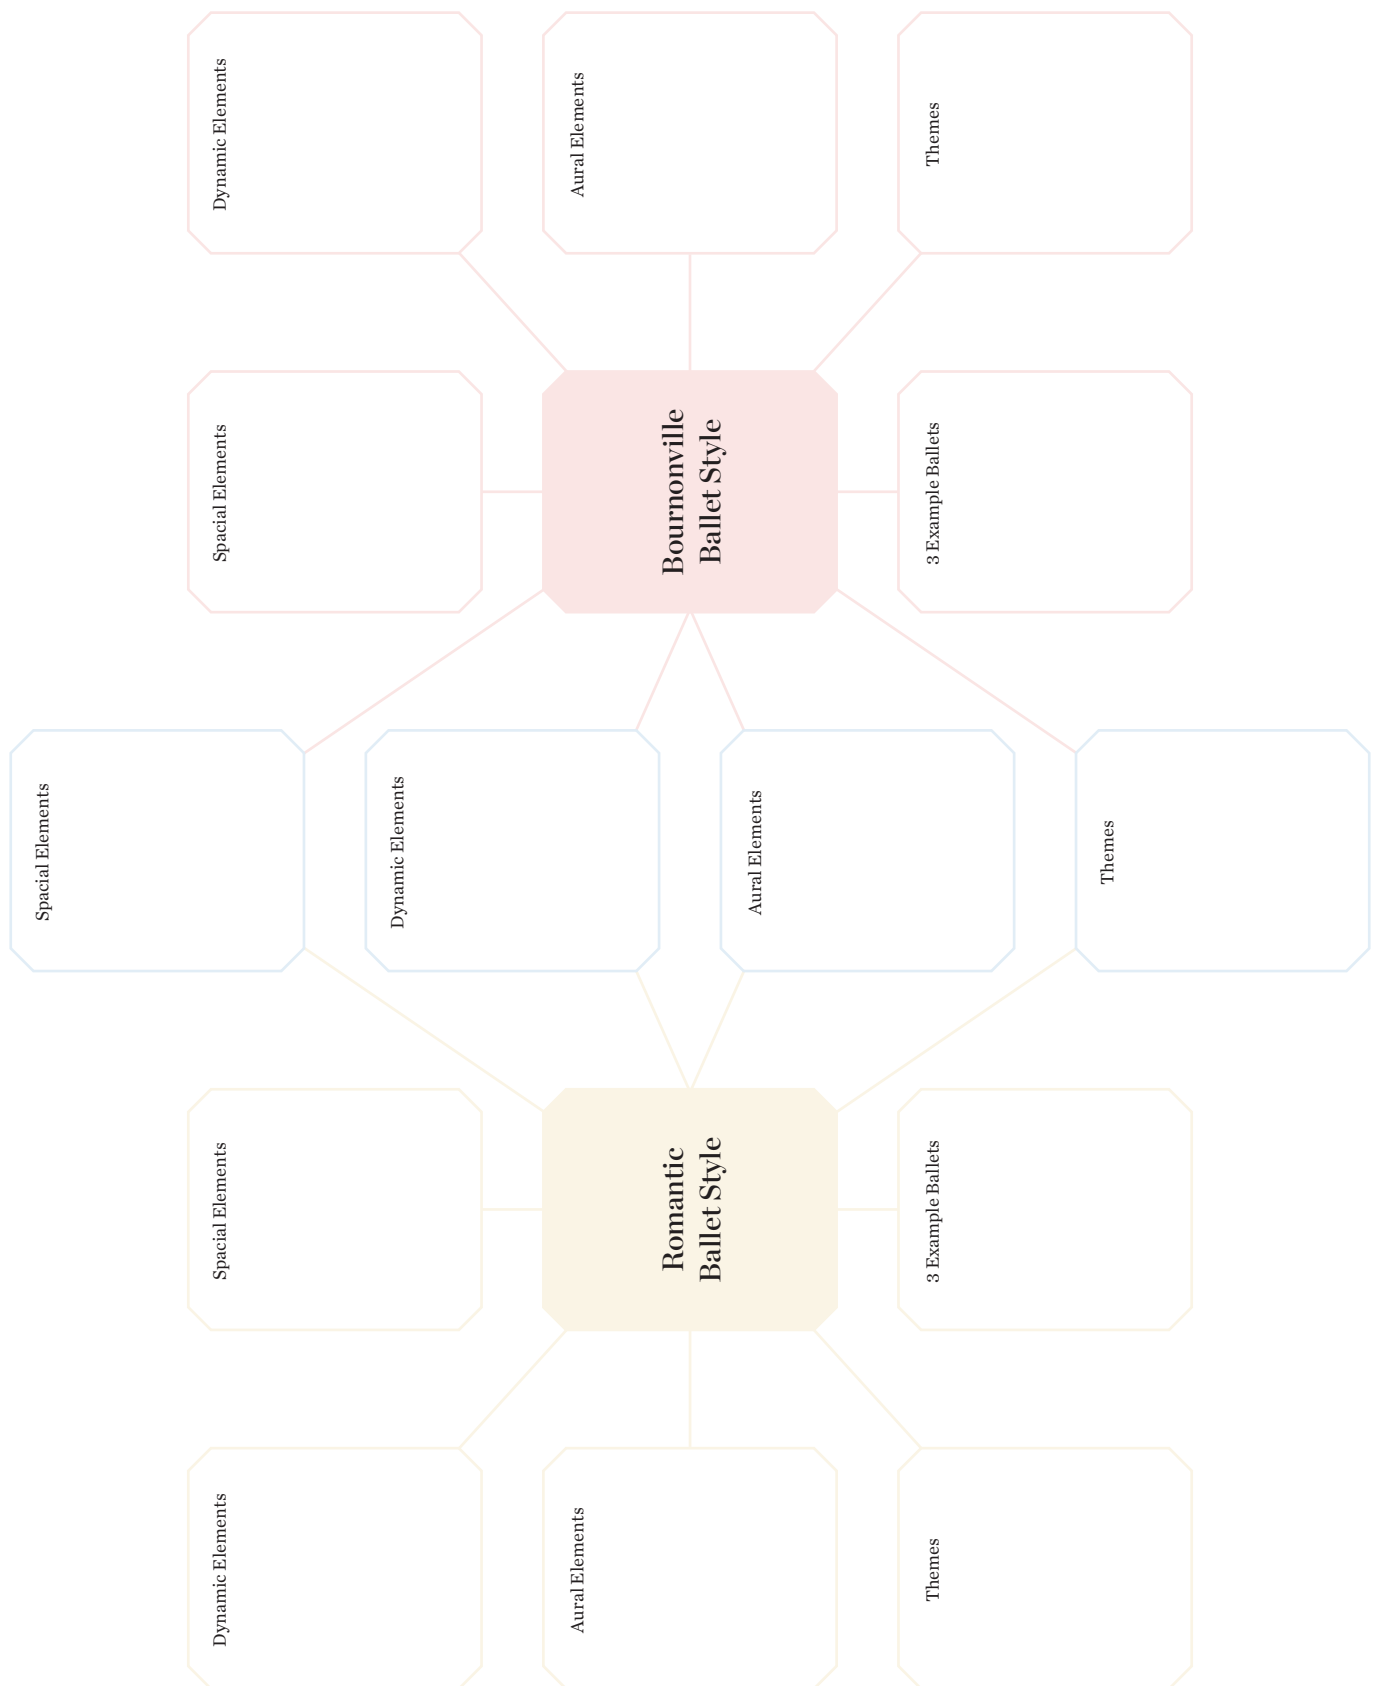 Dynamic Elements
Aural Elements
Themes
Spacial Elements
Bournonville
Ballet Style
3 Example Ballets
Spacial Elements
Dynamic Elements
Aural Elements
Themes
Spacial Elements
Romantic
Ballet Style
3 Example Ballets
Dynamic Elements
Aural Elements
Themes